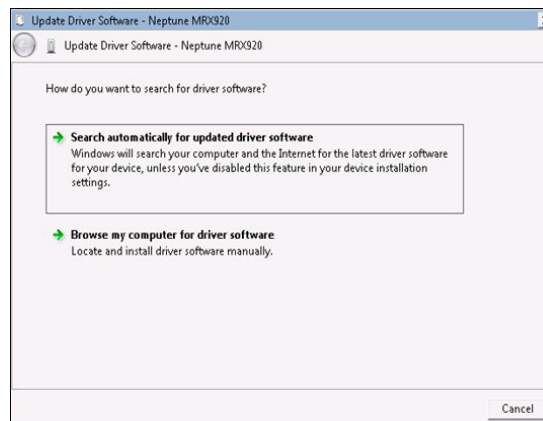 Update Driver Software - Neptune MRX920
Update Driver Software - Neptune MRX920
How do you want to search for driver software?
Search automatically for updated driver software
Windows will search your computer and the Internet for the latest driver software
for your device, unless you've disabled this feature in your device installation
settings.
Browse my computer for driver software
Locate and install driver software manually.
Cancel